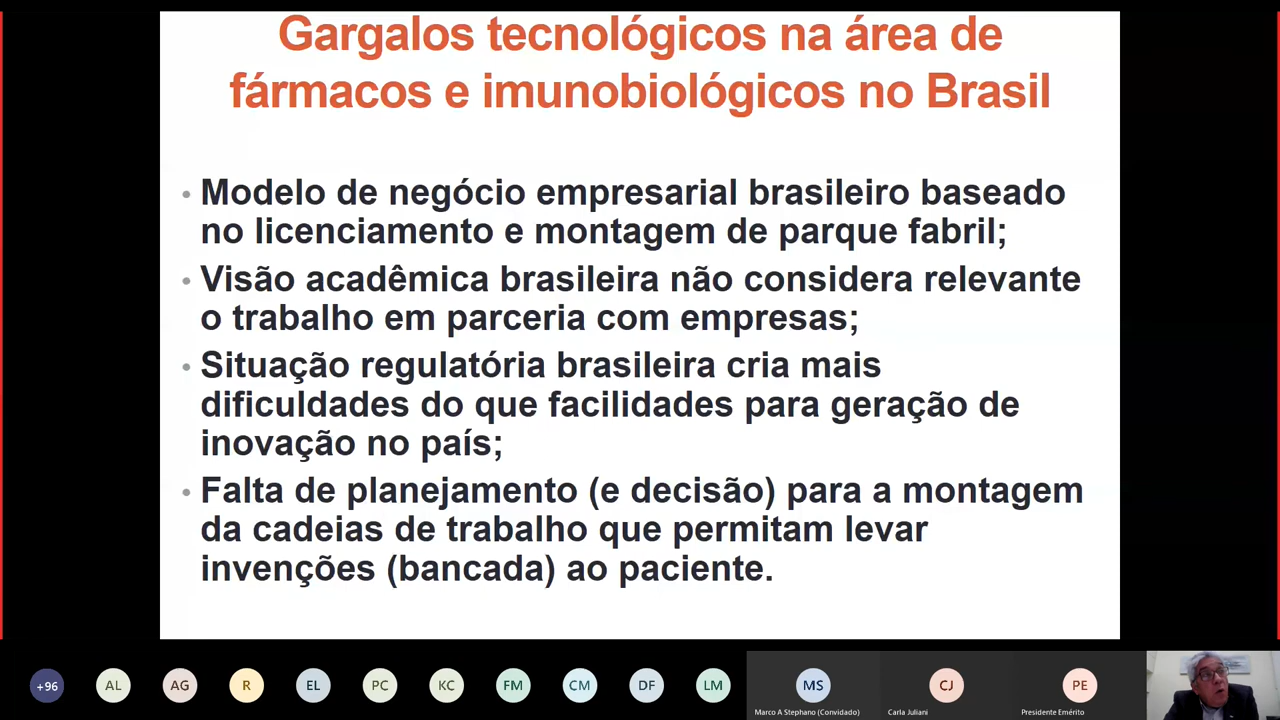 Gargalos tecnológicos na área de
fármacos e imunobiológicos no Brasil
• Modelo de negócio empresarial brasileiro baseado
no licenciamento e montagem de parque fabril;
• Visão acadêmica brasileira não considera relevante
o trabalho em parceria com empresas;
• Situação regulatória brasileira cria mais
dificuldades do que facilidades para geração de
inovação no país;
• Falta de planejamento (e decisão) para a montagem
da cadeias de trabalho que permitam levar
invenções (bancada) ao paciente.
+96 AL AG R EL PC KC FM CM DF LM MS CJ PE
Marco A Stephano (Convidado) Carla Juliani Presidente Emérito